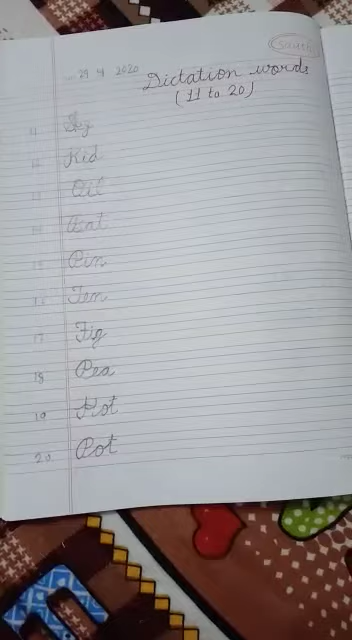 29 4 2020
Dictation words
(11 to 20)
12 Kid
13 Oil
14
15 Pin
16 Ten
17 Fig
18 Pea
19 Hot
20 Pot